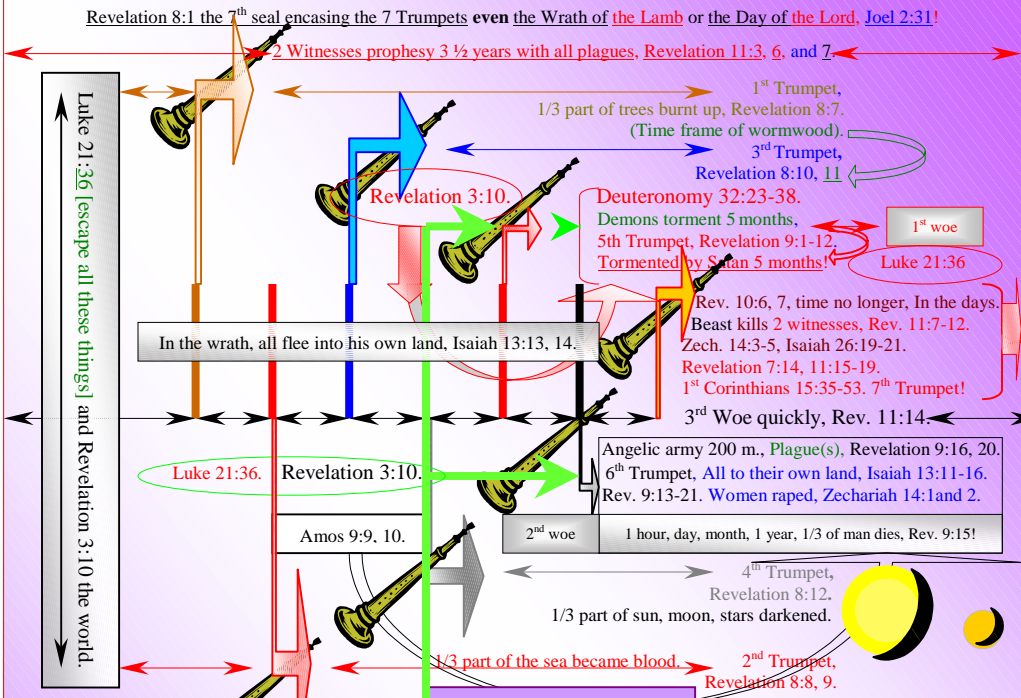 Revelation 8:1 the 7th seal encasing the 7 Trumpets even the Wrath of the Lamb or the Day of the Lord, Joel 2:31!
2 Witnesses prophesy 3 ½ years with all plagues, Revelation 11:3, 6, and 7.
Luke 21:36 [escape all these things] and Revelation 3:10 the world.
1st Trumpet,
1/3 part of trees burnt up, Revelation 8:7.
(Time frame of wormwood).
3rd Trumpet,
Revelation 8:10, 11
Revelation 3:10.
Deuteronomy 32:23-38.
Demons torment 5 months,
5th Trumpet, Revelation 9:1-12.
Tormented by Satan 5 months!
1st woe
Luke 21:36
Rev. 10:6, 7, time no longer, In the days.
Beast kills 2 witnesses, Rev. 11:7-12.
Zech. 14:3-5, Isaiah 26:19-21.
Revelation 7:14, 11:15-19.
1st Corinthians 15:35-53. 7th Trumpet!
In the wrath, all flee into his own land, Isaiah 13:13, 14.
3rd Woe quickly, Rev. 11:14.
Luke 21:36.
Revelation 3:10.
Angelic army 200 m., Plague(s), Revelation 9:16, 20.
6th Trumpet, All to their own land, Isaiah 13:11-16.
Rev. 9:13-21. Women raped, Zechariah 14:1and 2.
Amos 9:9, 10.
2nd woe
1 hour, day, month, 1 year, 1/3 of man dies, Rev. 9:15!
4th Trumpet,
Revelation 8:12.
1/3 part of sun, moon, stars darkened.
1/3 part of the sea became blood.
2nd Trumpet,
Revelation 8:8, 9.